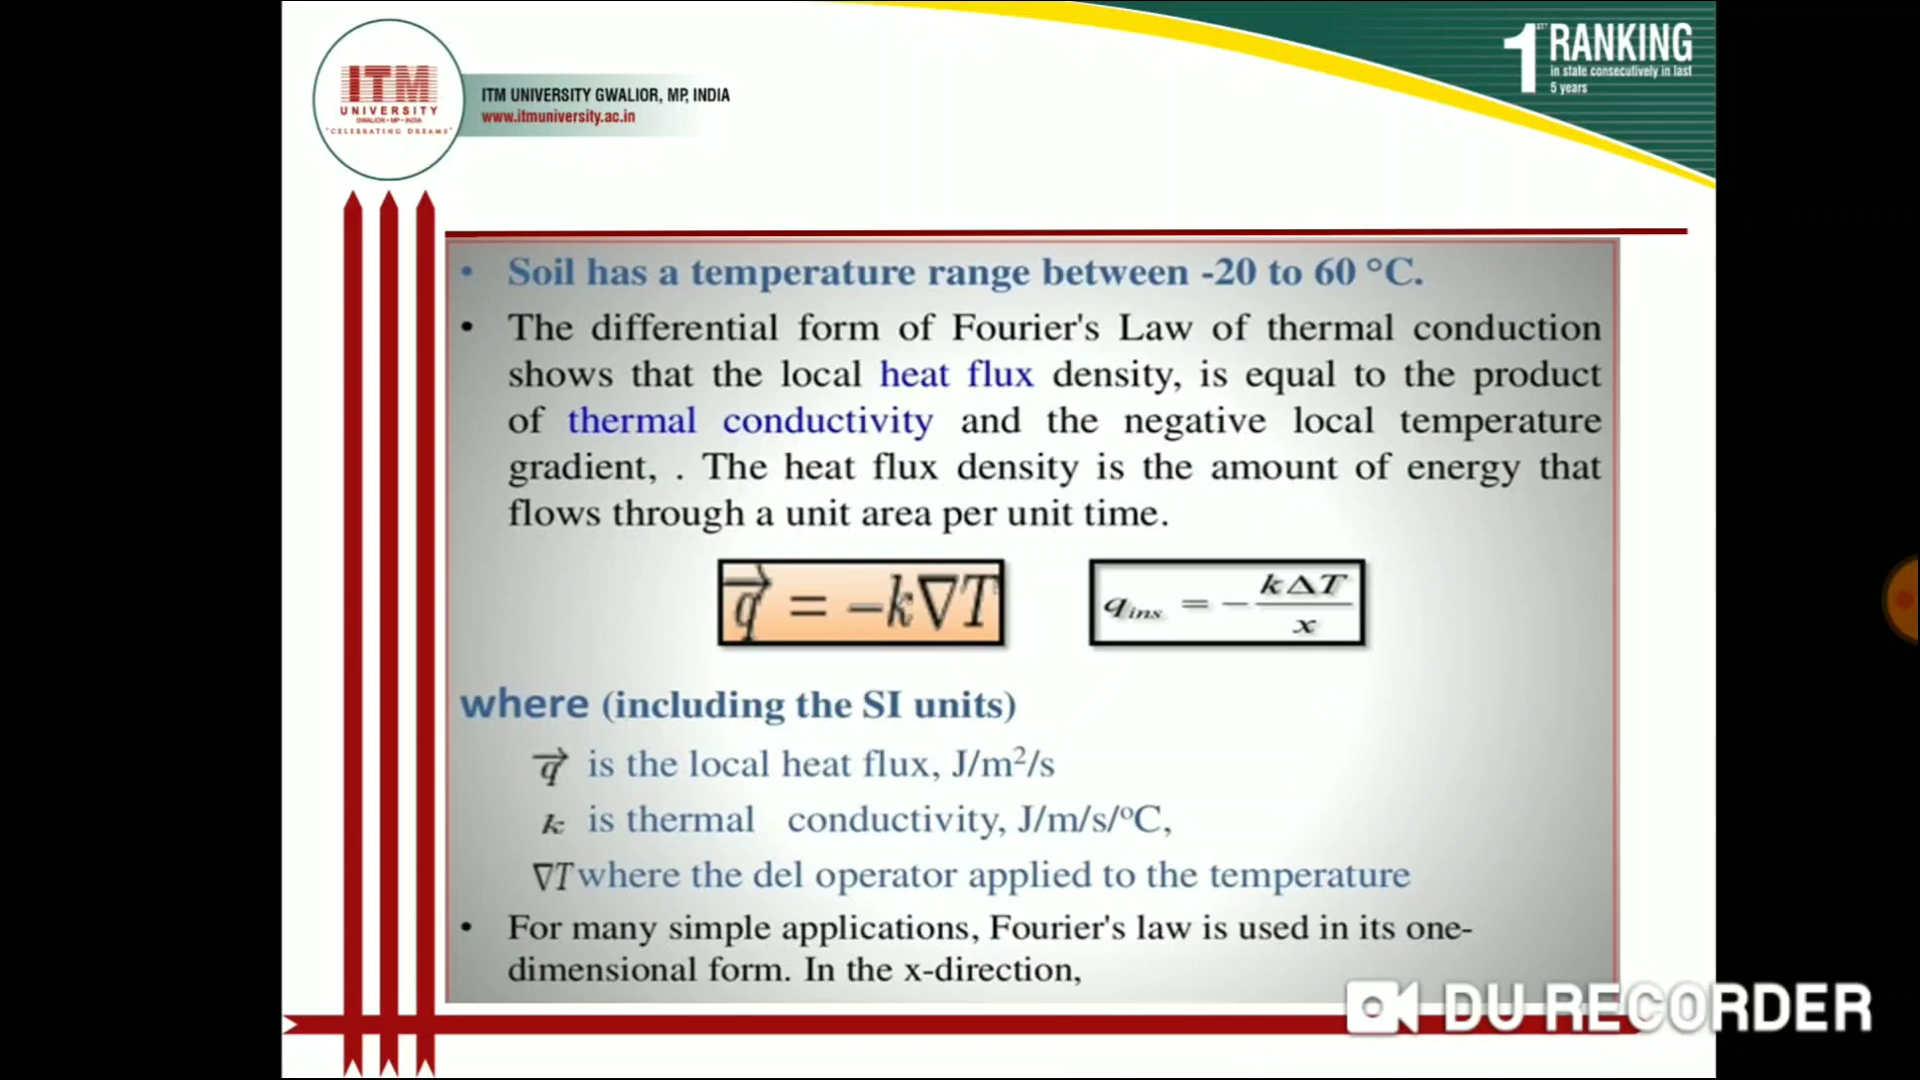 ITM
UNIVERSITY
GWALIOR • MP • INDIA
"CELEBRATING DREAMS"
ITM UNIVERSITY GWALIOR, MP, INDIA
www.itmuniversity.ac.in
1ST RANKING
in state consecutively in last
5 years
• Soil has a temperature range between -20 to 60 °C.
• The differential form of Fourier's Law of thermal conduction
shows that the local heat flux density, is equal to the product
of thermal conductivity and the negative local temperature
gradient, . The heat flux density is the amount of energy that
flows through a unit area per unit time.
q⃗ = −k∇T
q_ins = − kΔT / x
where (including the SI units)
q⃗ is the local heat flux, J/m²/s
k is thermal conductivity, J/m/s/°C,
∇T where the del operator applied to the temperature
• For many simple applications, Fourier's law is used in its one-
dimensional form. In the x-direction,
DU RECORDER